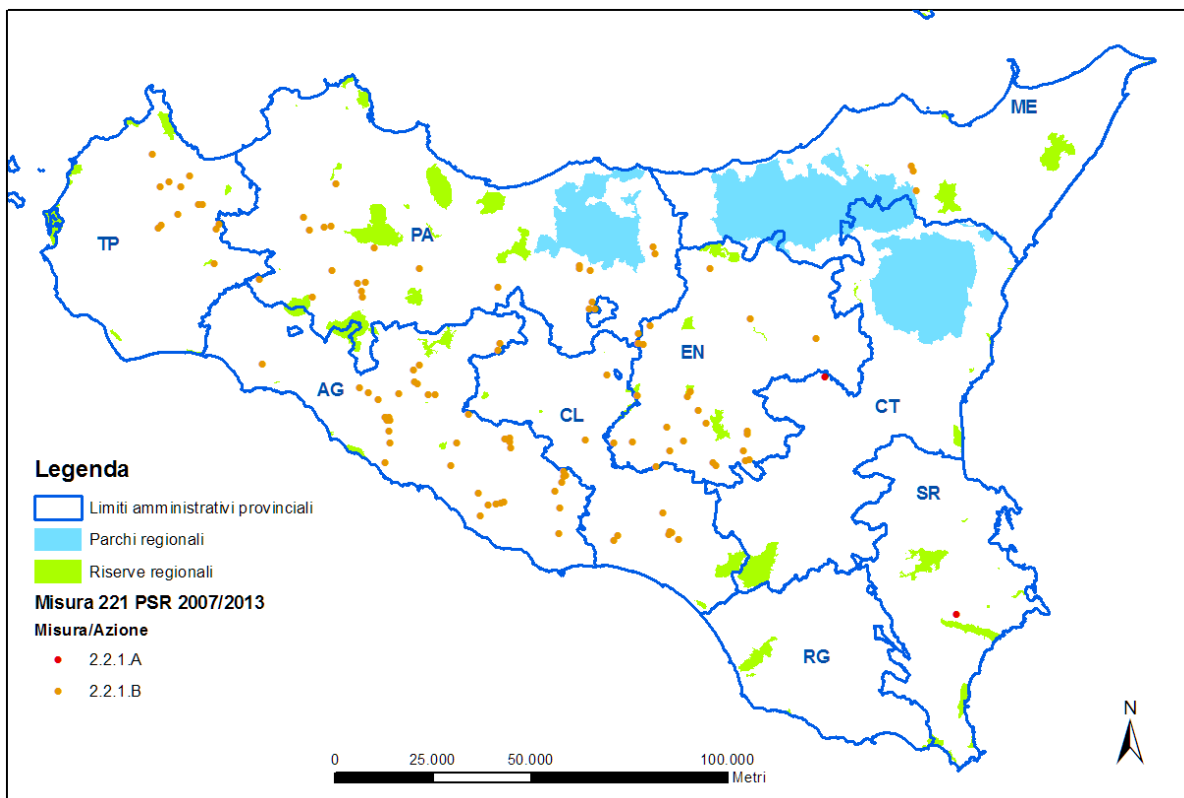 ME
TP
PA
EN
AG
CL
CT
SR
RG
Legenda
Limiti amministrativi provinciali
Parchi regionali
Riserve regionali
Misura 221 PSR 2007/2013
Misura/Azione
2.2.1.A
2.2.1.B
N
0 25.000 50.000 100.000
Metri